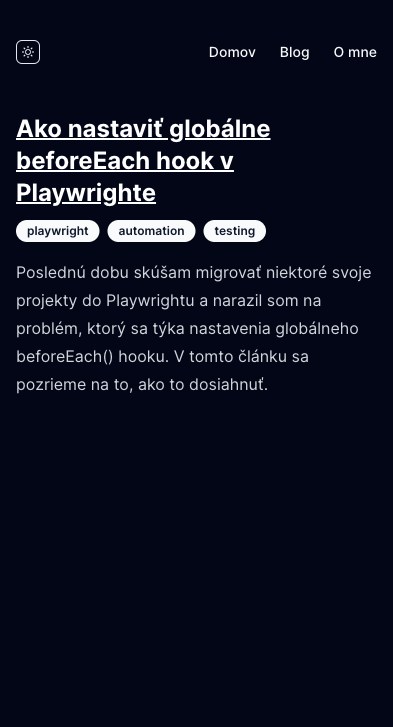 Domov Blog O mne
Ako nastaviť globálne
beforeEach hook v
Playwrighte
playwright automation testing
Poslednú dobu skúšam migrovať niektoré svoje
projekty do Playwrightu a narazil som na
problém, ktorý sa týka nastavenia globálneho
beforeEach() hooku. V tomto článku sa
pozrieme na to, ako to dosiahnuť.